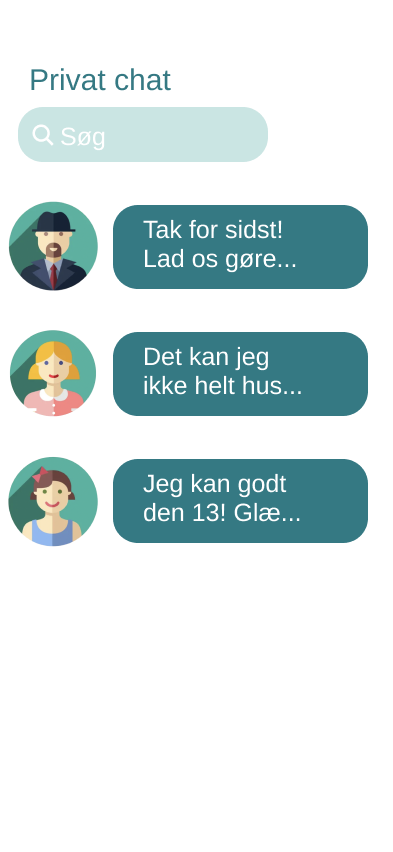 Privat chat
Søg
Tak for sidst!
Lad os gøre...
Det kan jeg
ikke helt hus...
Jeg kan godt
den 13! Glæ...